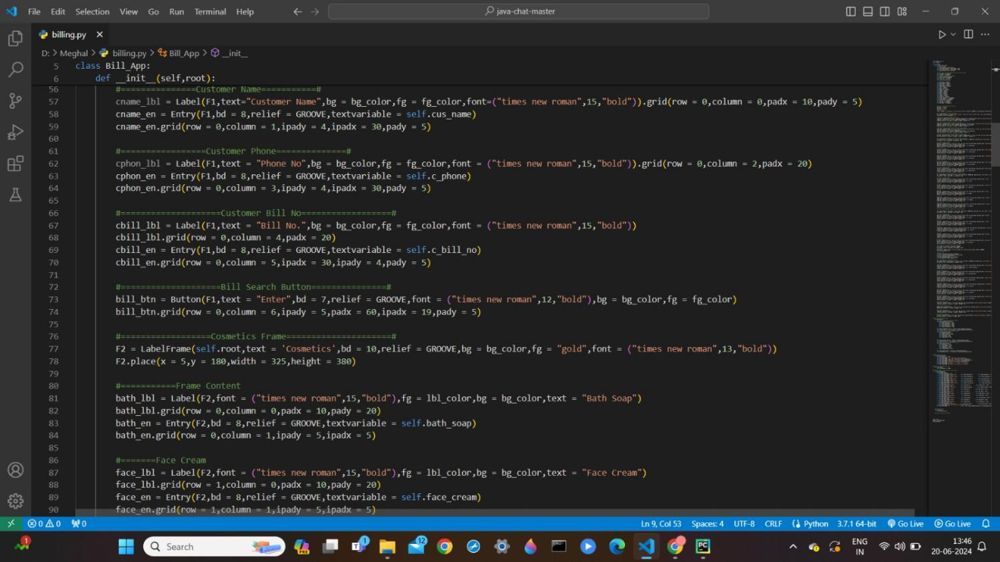 File Edit Selection View Go Run Terminal Help
java-chat-master
billing.py
D: > Meghal > billing.py > Bill_App > __init__
5 class Bill_App:
6 def __init__(self,root):
56 #===============Customer Name===========#
57 cname_lbl = Label(F1,text="Customer Name",bg = bg_color,fg = fg_color,font=("times new roman",15,"bold")).grid(row = 0,column = 0,padx = 10,pady = 5)
58 cname_en = Entry(F1,bd = 8,relief = GROOVE,textvariable = self.cus_name)
59 cname_en.grid(row = 0,column = 1,ipady = 4,ipadx = 30,pady = 5)
60
61 #=================Customer Phone==============#
62 cphon_lbl = Label(F1,text = "Phone No",bg = bg_color,fg = fg_color,font = ("times new roman",15,"bold")).grid(row = 0,column = 2,padx = 20)
63 cphon_en = Entry(F1,bd = 8,relief = GROOVE,textvariable = self.c_phone)
64 cphon_en.grid(row = 0,column = 3,ipady = 4,ipadx = 30,pady = 5)
65
66 #====================Customer Bill No==================#
67 cbill_lbl = Label(F1,text = "Bill No.",bg = bg_color,fg = fg_color,font = ("times new roman",15,"bold"))
68 cbill_lbl.grid(row = 0,column = 4,padx = 20)
69 cbill_en = Entry(F1,bd = 8,relief = GROOVE,textvariable = self.c_bill_no)
70 cbill_en.grid(row = 0,column = 5,ipadx = 30,ipady = 4,pady = 5)
71
72 #====================Bill Search Button===============#
73 bill_btn = Button(F1,text = "Enter",bd = 7,relief = GROOVE,font = ("times new roman",12,"bold"),bg = bg_color,fg = fg_color)
74 bill_btn.grid(row = 0,column = 6,ipady = 5,padx = 60,ipadx = 19,pady = 5)
75
76 #==================Cosmetics Frame=====================#
77 F2 = LabelFrame(self.root,text = 'Cosmetics',bd = 10,relief = GROOVE,bg = bg_color,fg = "gold",font = ("times new roman",13,"bold"))
78 F2.place(x = 5,y = 180,width = 325,height = 380)
79
80 #===========Frame Content
81 bath_lbl = Label(F2,font = ("times new roman",15,"bold"),fg = lbl_color,bg = bg_color,text = "Bath Soap")
82 bath_lbl.grid(row = 0,column = 0,padx = 10,pady = 20)
83 bath_en = Entry(F2,bd = 8,relief = GROOVE,textvariable = self.bath_soap)
84 bath_en.grid(row = 0,column = 1,ipady = 5,ipadx = 5)
85
86 #=======Face Cream
87 face_lbl = Label(F2,font = ("times new roman",15,"bold"),fg = lbl_color,bg = bg_color,text = "Face Cream")
88 face_lbl.grid(row = 1,column = 0,padx = 10,pady = 20)
89 face_en = Entry(F2,bd = 8,relief = GROOVE,textvariable = self.face_cream)
90 face_en.grid(row = 1,column = 1,ipady = 5,ipadx = 5)
0 0 0 Ln 9, Col 53 Spaces: 4 UTF-8 CRLF Python 3.7.1 64-bit Go Live Go Live
1 Search PRE 1 12 PC ENG IN 13:46 20-06-2024